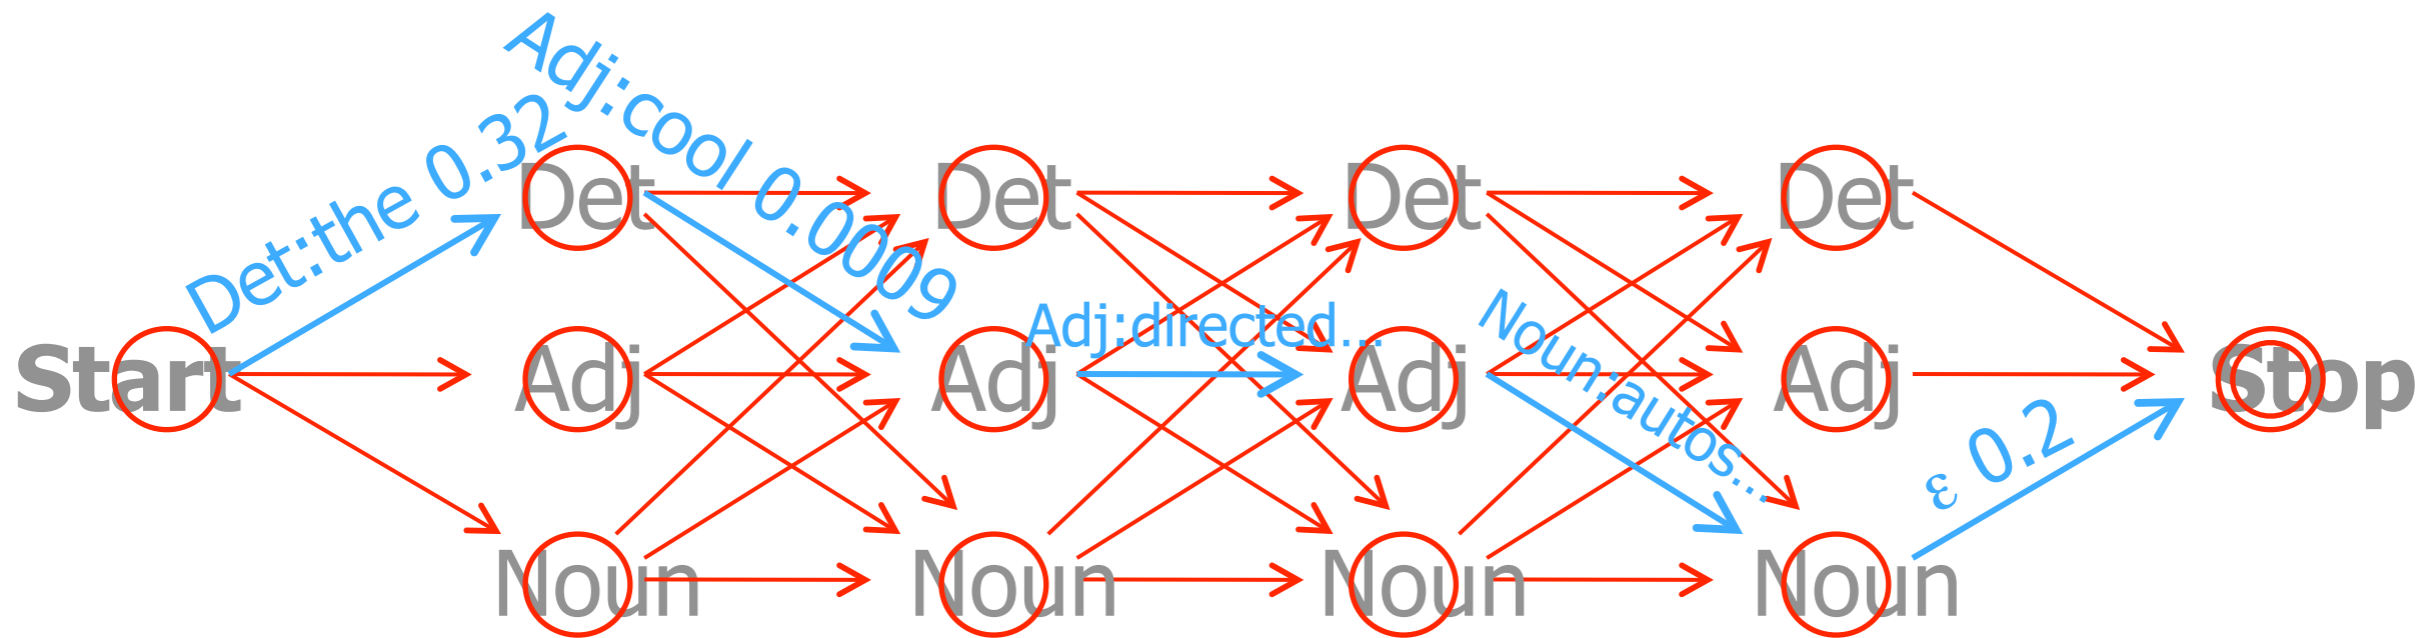 Adj:cool 0.0009
Det:the 0.32
Det Det Det Det
Adj:directed...
Noun:autos...
Start Adj Adj Adj Adj Stop
ε 0.2
Noun Noun Noun Noun